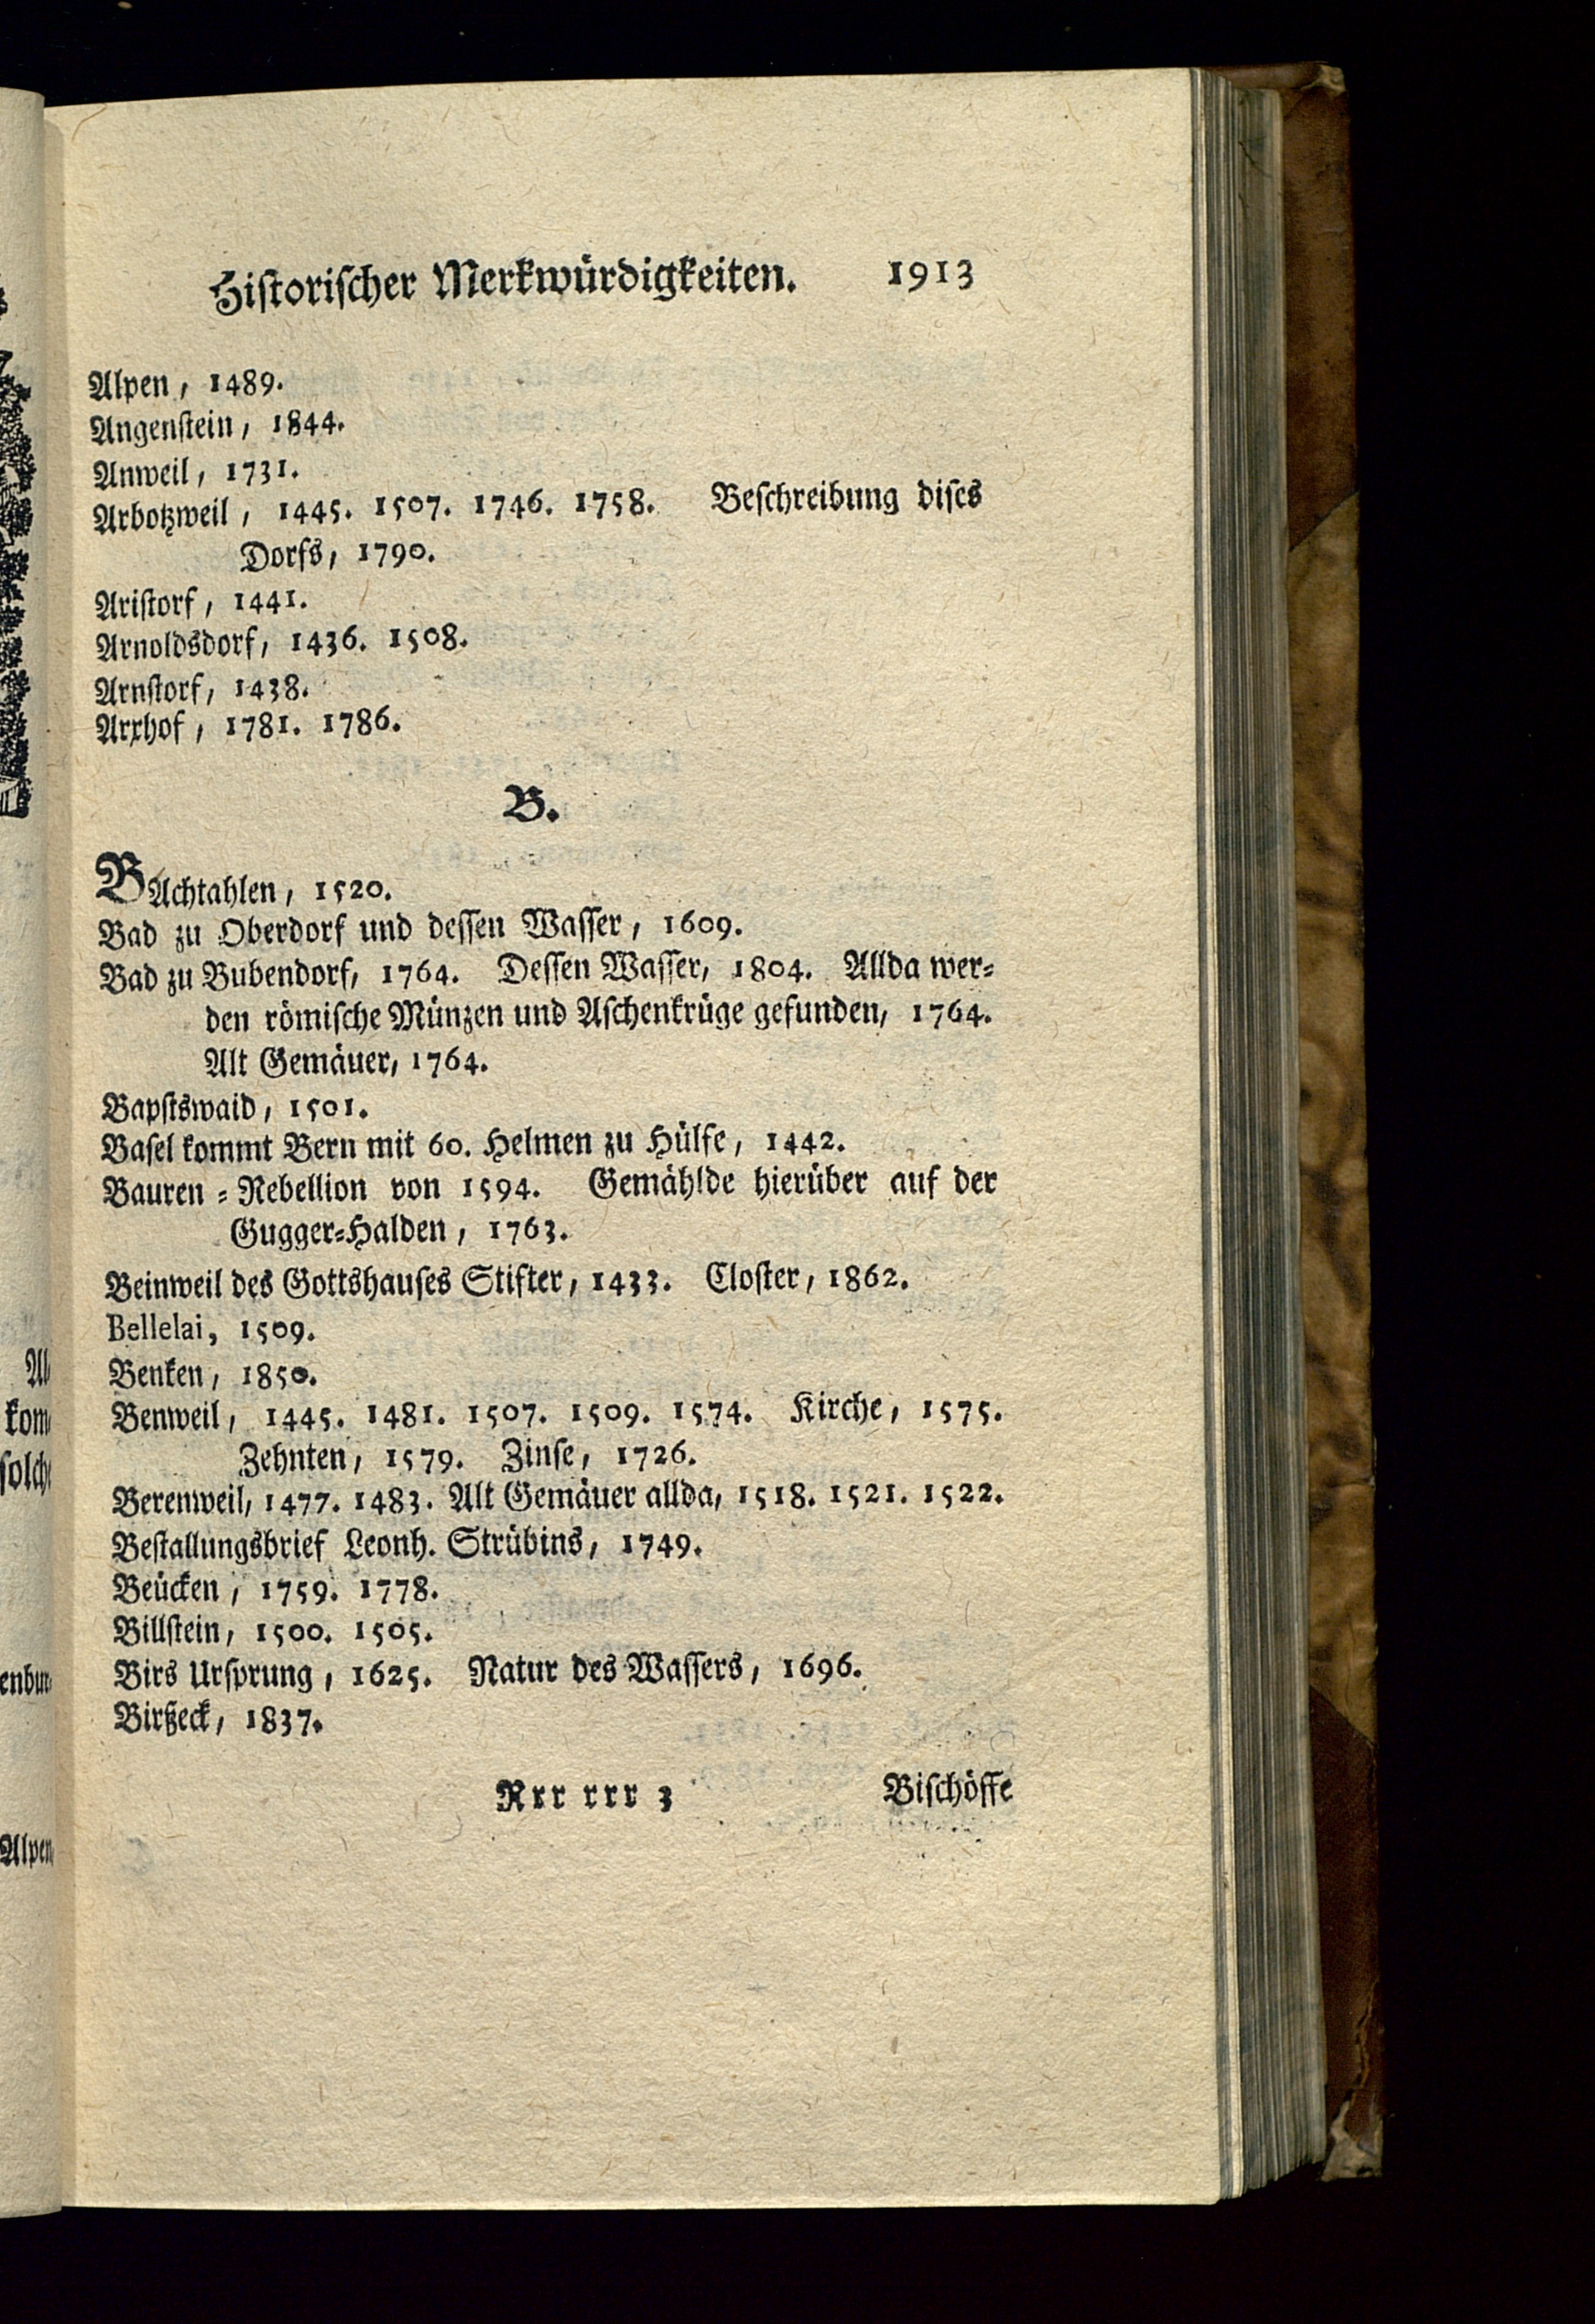 Historischer Merkwürdigkeiten. 1913
Alpen, 1489.
Angenstein, 1844.
Anweil, 1731.
Arbotzweil, 1445. 1507. 1746. 1758. Beschreibung dises
Dorfs, 1790.
Aristorf, 1441.
Arnoldsdorf, 1436. 1508.
Arnstorf, 1438.
Arxhof, 1781. 1786.
B.
BAchtahlen, 1520.
Bad zu Oberdorf und dessen Wasser, 1609.
Bad zu Bubendorf, 1764. Dessen Wasser, 1804. Allda wer-
den römische Münzen und Aschenkrüge gefunden, 1764.
Alt Gemäuer, 1764.
Bapstswaid, 1501.
Basel kommt Bern mit 60. Helmen zu Hülfe, 1442.
Bauren-Rebellion von 1594. Gemählde hierüber auf der
Gugger-Halden, 1763.
Beinweil des Gottshauses Stifter, 1433. Closter, 1862.
Bellelai, 1509.
Benken, 1850.
Benweil, 1445. 1481. 1507. 1509. 1574. Kirche, 1575.
Zehnten, 1579. Zinse, 1726.
Berenweil, 1477. 1483. Alt Gemäuer allda, 1518. 1521. 1522.
Bestallungsbrief Leonh. Strübins, 1749.
Beücken, 1759. 1778.
Billstein, 1500. 1505.
Birs Ursprung, 1625. Natur des Wassers, 1696.
Birßeck, 1837.
Rrr rrr 3 Bischöffe